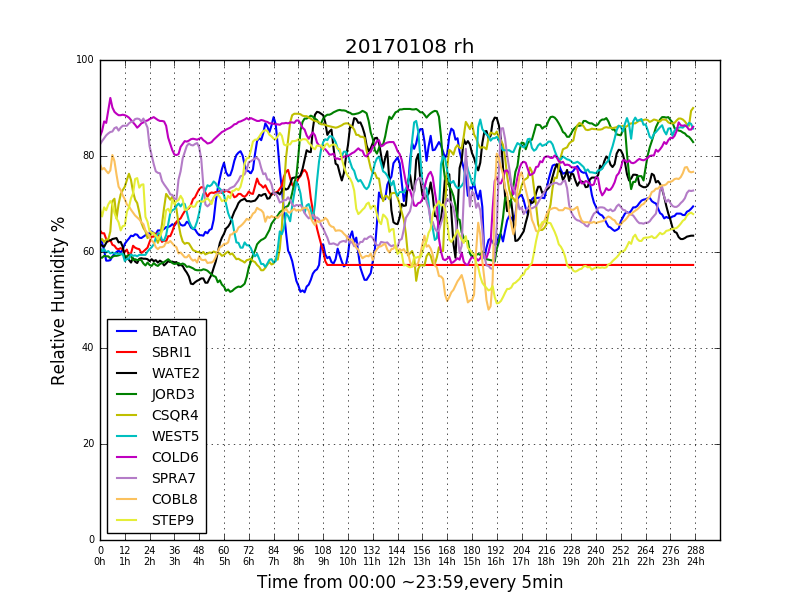 20170108 rh
100
80
60
40
20
0
Relative Humidity %
BATA0
SBRI1
WATE2
JORD3
CSQR4
WEST5
COLD6
SPRA7
COBL8
STEP9
0 12 24 36 48 60 72 84 96 108 120 132 144 156 168 180 192 204 216 228 240 252 264 276 288
0h 1h 2h 3h 4h 5h 6h 7h 8h 9h 10h 11h 12h 13h 14h 15h 16h 17h 18h 19h 20h 21h 22h 23h 24h
Time from 00:00 ~23:59,every 5min